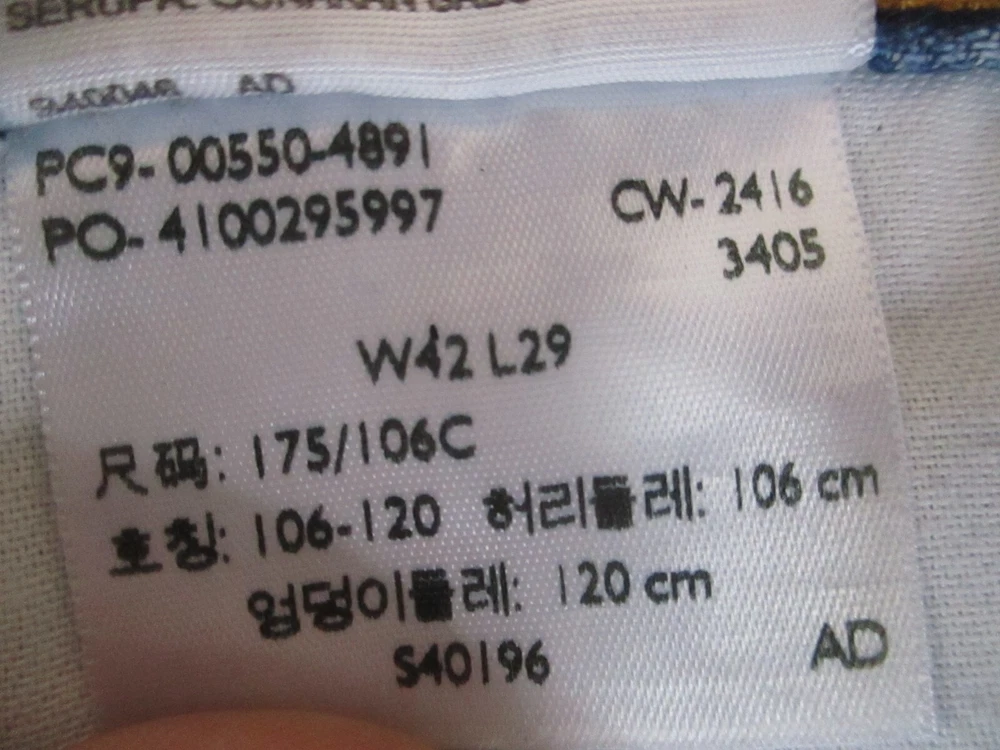 AD
PC9-00550-4891
PO-4100295997
CW-2416
3405
W42 L29
尺码: 175/106C
호칭: 106-120 허리둘레: 106 cm
엉덩이둘레: 120 cm
S40196
AD